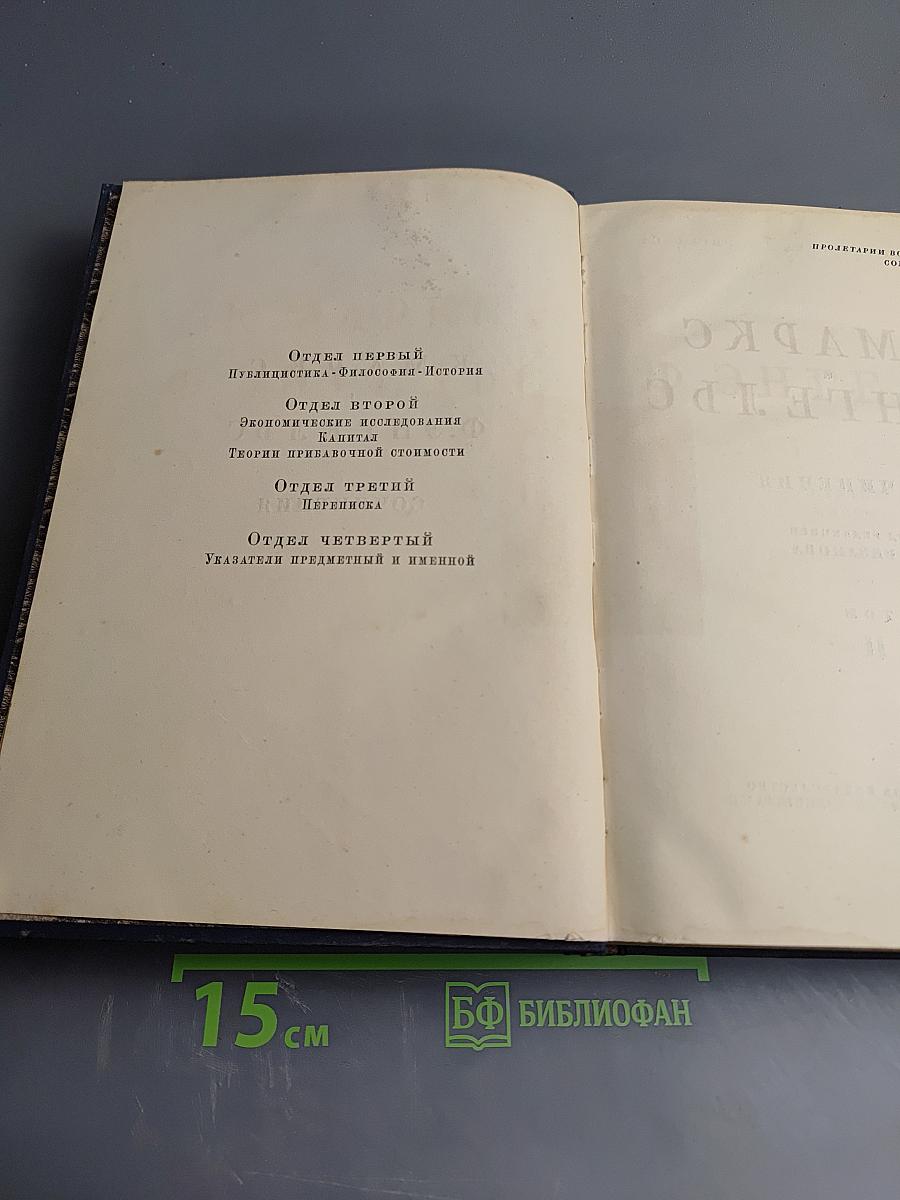 Отдел первый
Публицистика - Философия - История
Отдел второй
Экономические исследования
Капитал
Теории прибавочной стоимости
Отдел третий
Переписка
Отдел четвертый
Указатели предметный и именной
ПРОЛЕТАРИИ
МАРКС
15 см
БФ БИБЛИОФАН